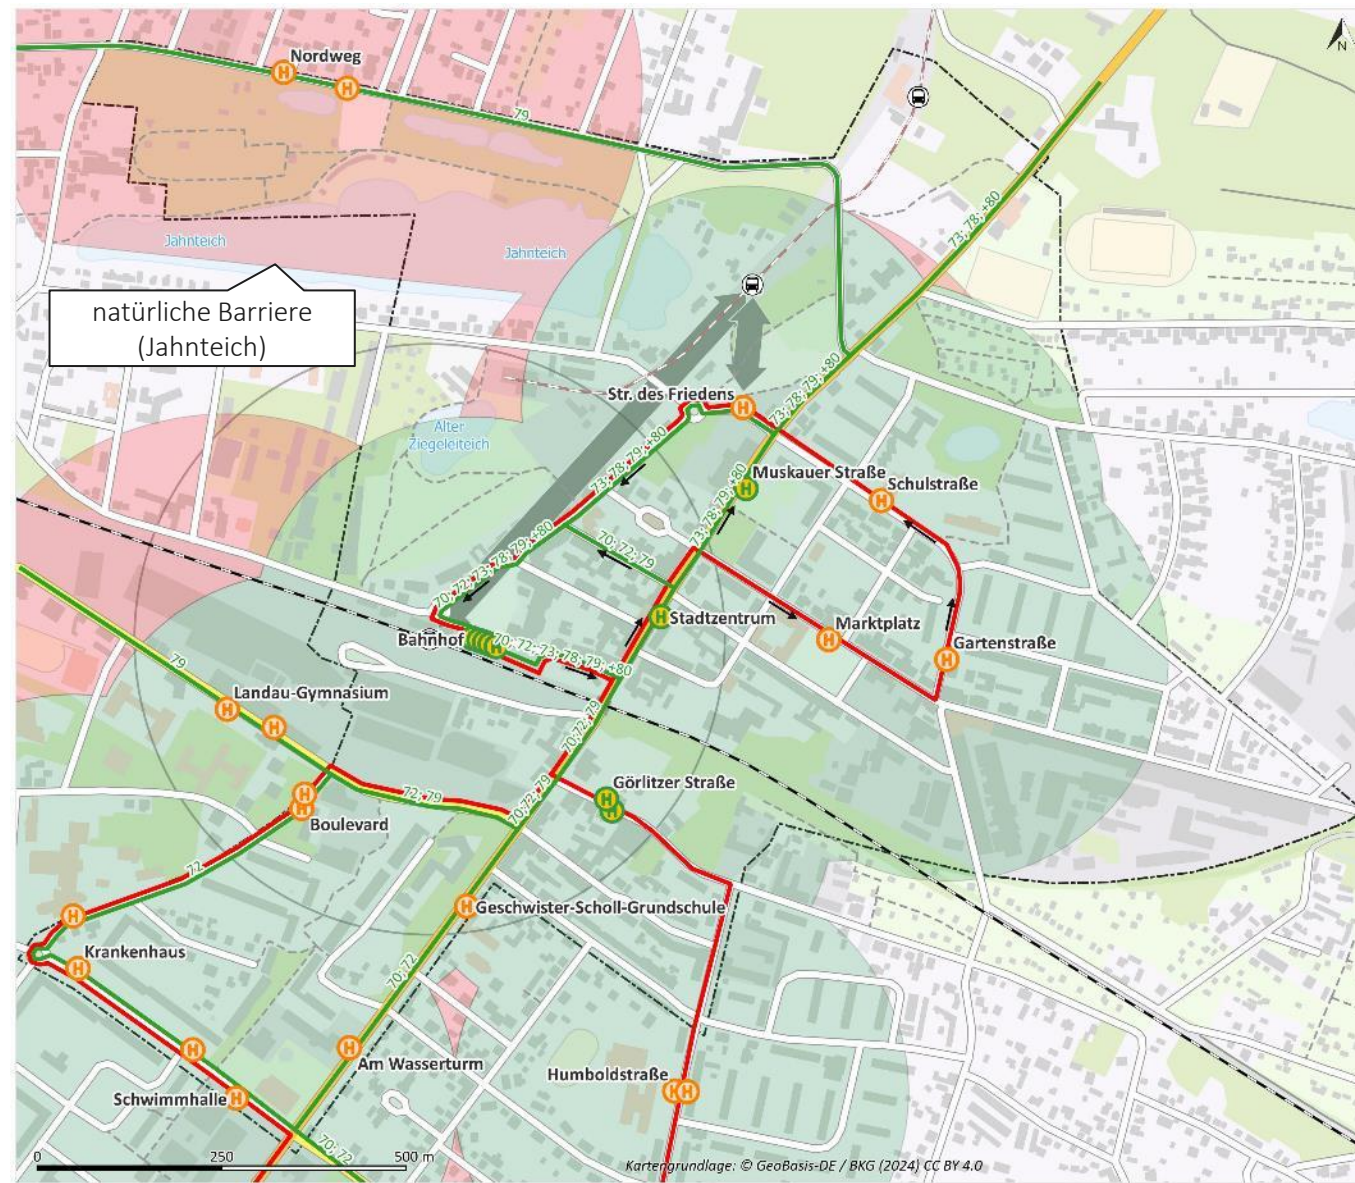 Nordweg
N
79
73; 78; +80
Jahnteich
Jahnteich
natürliche Barriere
(Jahnteich)
73; 78; 79; +80
Str. des Friedens
Alter
Ziegeleiteich
73; 78; 79; +80
Muskauer Straße
Schulstraße
73; 78; 79; +80
70; 72; 79
70; 72; 73; 78; 79; +80
Stadtzentrum
Marktplatz
Bahnhof
70; 72; 73; 78; 79; +80
Gartenstraße
79
Landau-Gymnasium
70; 72; 79
Görlitzer Straße
72; 79
70; 72; 79
Boulevard
72
Geschwister-Scholl-Grundschule
Krankenhaus
70; 72
Am Wasserturm
Humboldstraße
Schwimmhalle
70; 72
0 250 500 m
Kartengrundlage: © GeoBasis-DE / BKG (2024) CC BY 4.0